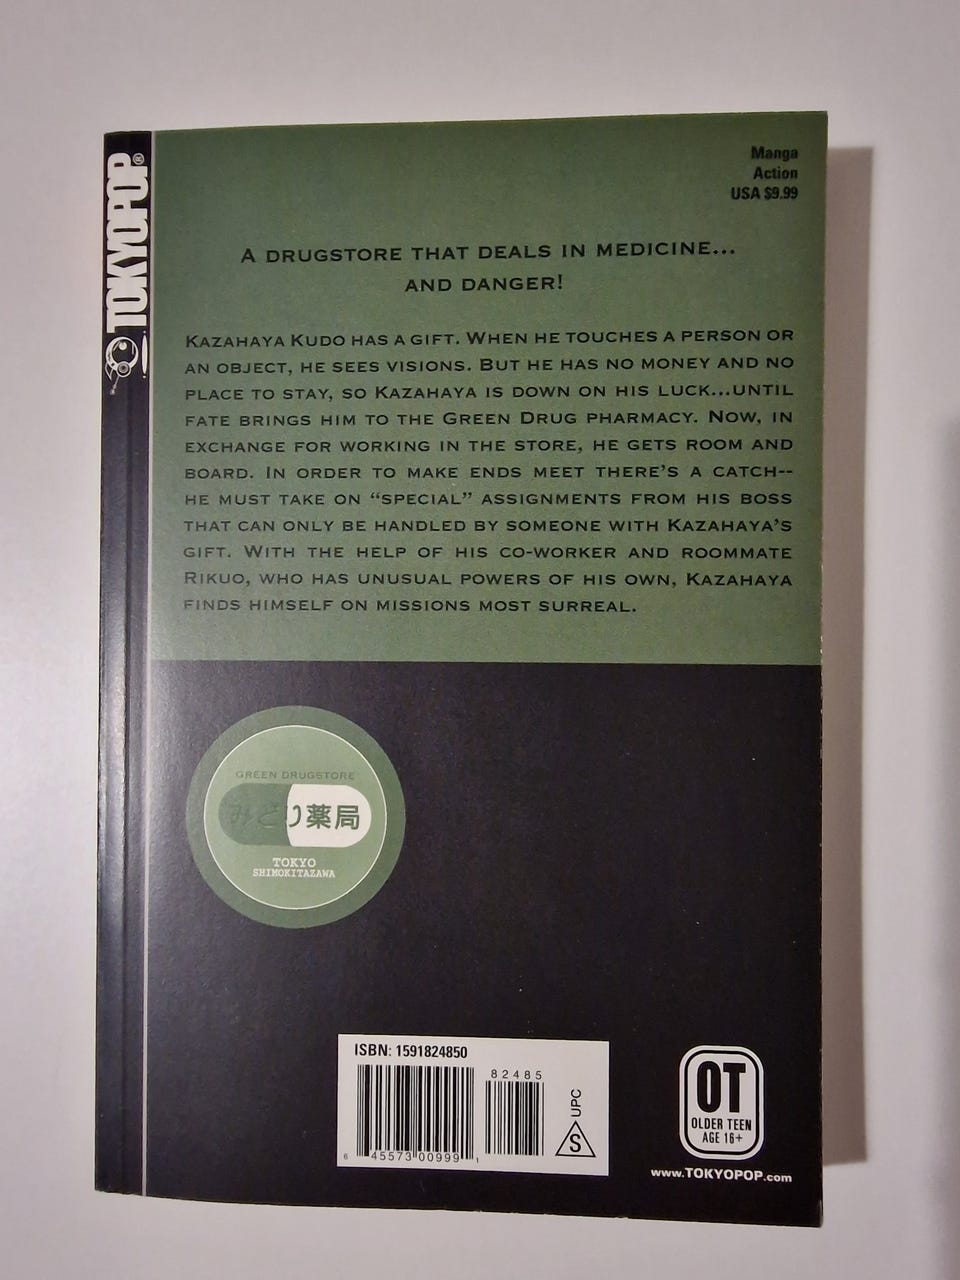 TOKYOPOP®
Manga
Action
USA $9.99
A DRUGSTORE THAT DEALS IN MEDICINE...
AND DANGER!
KAZAHAYA KUDO HAS A GIFT. WHEN HE TOUCHES A PERSON OR
AN OBJECT, HE SEES VISIONS. BUT HE HAS NO MONEY AND NO
PLACE TO STAY, SO KAZAHAYA IS DOWN ON HIS LUCK...UNTIL
FATE BRINGS HIM TO THE GREEN DRUG PHARMACY. NOW, IN
EXCHANGE FOR WORKING IN THE STORE, HE GETS ROOM AND
BOARD. IN ORDER TO MAKE ENDS MEET THERE'S A CATCH--
HE MUST TAKE ON “SPECIAL” ASSIGNMENTS FROM HIS BOSS
THAT CAN ONLY BE HANDLED BY SOMEONE WITH KAZAHAYA'S
GIFT. WITH THE HELP OF HIS CO-WORKER AND ROOMMATE
RIKUO, WHO HAS UNUSUAL POWERS OF HIS OWN, KAZAHAYA
FINDS HIMSELF ON MISSIONS MOST SURREAL.
GREEN DRUGSTORE
みどり薬局
TOKYO
SHIMOKITAZAWA
ISBN: 1591824850
82485
6 45573 00999 1
S UPC
OT
OLDER TEEN
AGE 16+
www.TOKYOPOP.com